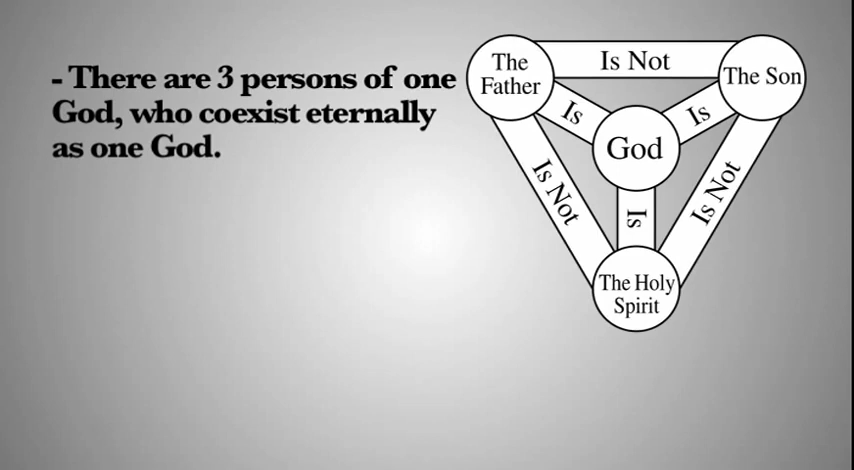 - There are 3 persons of one
God, who coexist eternally
as one God.
The
Father
Is Not
The Son
Is
Is
God
Is Not
Is
Is Not
The Holy
Spirit